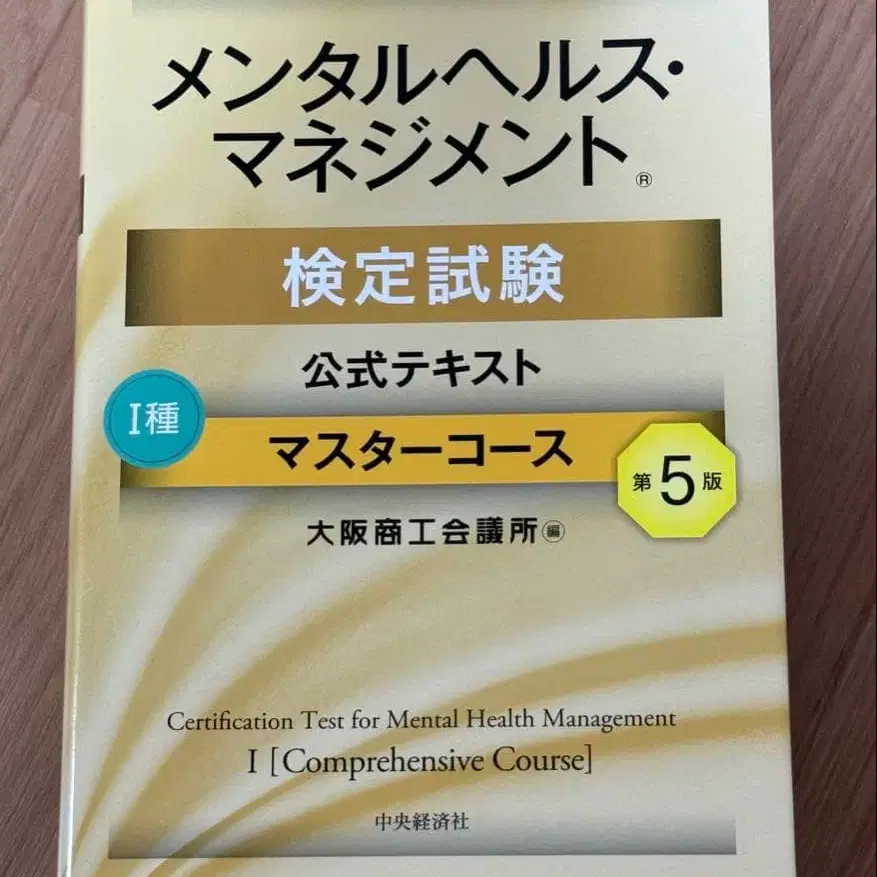 メンタルヘルス・
マネジメント®
検定試験
公式テキスト
I種
マスターコース
第5版
大阪商工会議所 編
Certification Test for Mental Health Management
I [Comprehensive Course]
中央経済社